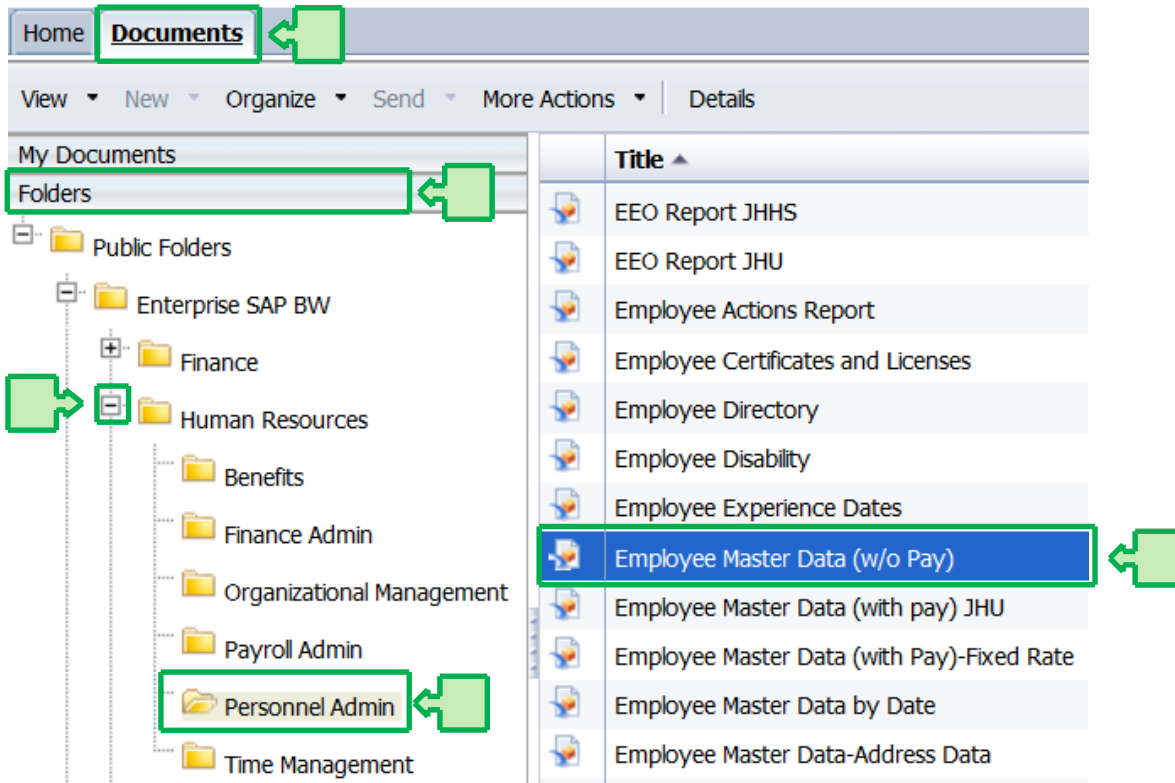 Home Documents
View New Organize Send More Actions Details
My Documents
Folders
Public Folders
Enterprise SAP BW
Finance
Human Resources
Benefits
Finance Admin
Organizational Management
Payroll Admin
Personnel Admin
Time Management
Title
EEO Report JHHS
EEO Report JHU
Employee Actions Report
Employee Certificates and Licenses
Employee Directory
Employee Disability
Employee Experience Dates
Employee Master Data (w/o Pay)
Employee Master Data (with pay) JHU
Employee Master Data (with Pay)-Fixed Rate
Employee Master Data by Date
Employee Master Data-Address Data